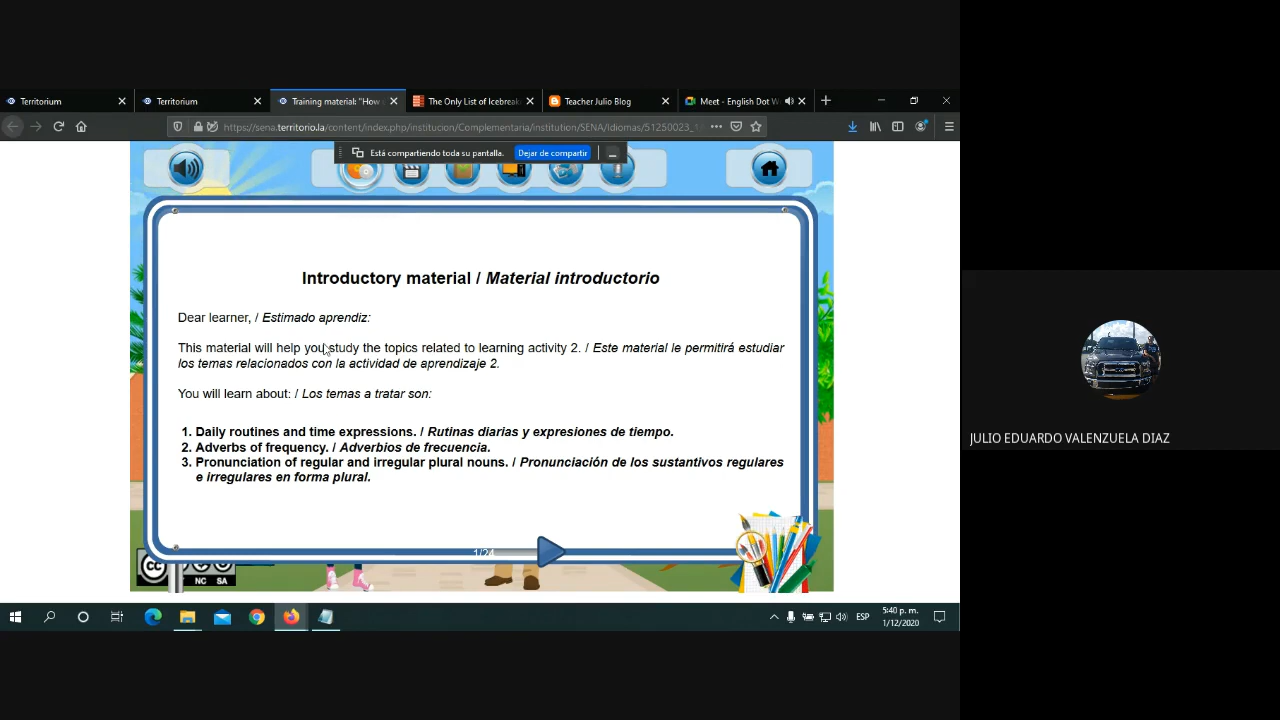 Territorium
Territorium
Training material: "How
The Only List of Icebreak
Teacher Julio Blog
Meet - English Dot W
https://sena.territorio.la/content/index.php/institucion/Complementaria/institution/SENA/Idiomas/51250023_1
Está compartiendo toda su pantalla.
Dejar de compartir
Introductory material / Material introductorio
Dear learner, / Estimado aprendiz:
This material will help you study the topics related to learning activity 2. / Este material le permitirá estudiar
los temas relacionados con la actividad de aprendizaje 2.
You will learn about: / Los temas a tratar son:
1. Daily routines and time expressions. / Rutinas diarias y expresiones de tiempo.
2. Adverbs of frequency. / Adverbios de frecuencia.
3. Pronunciation of regular and irregular plural nouns. / Pronunciación de los sustantivos regulares
e irregulares en forma plural.
JULIO EDUARDO VALENZUELA DIAZ
1/24
cc
NC SA
ESP
5:40 p. m.
1/12/2020